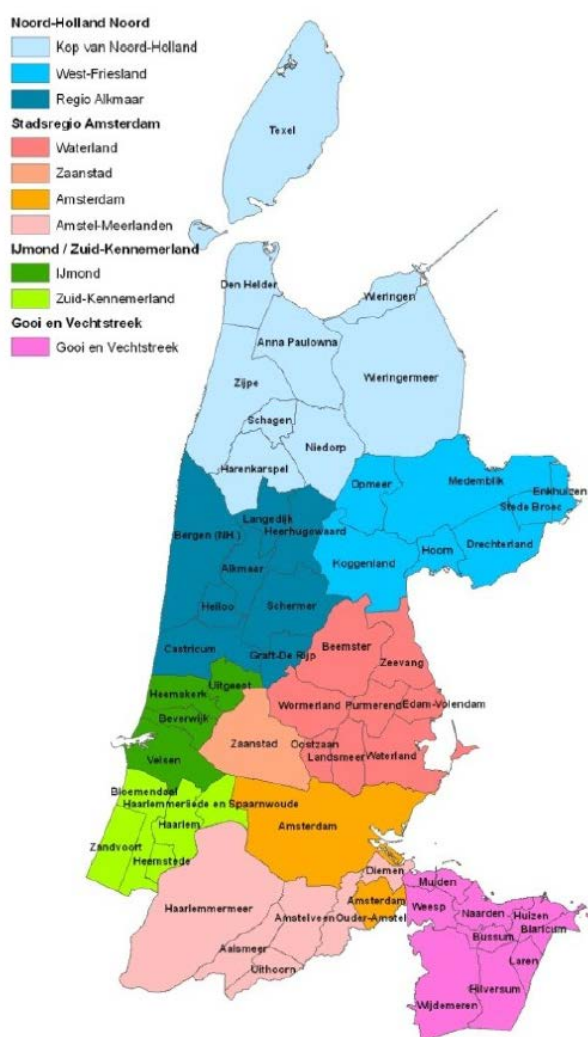 Noord-Holland Noord
Kop van Noord-Holland
West-Friesland
Regio Alkmaar
Stadsregio Amsterdam
Waterland
Zaanstad
Amsterdam
Amstel-Meerlanden
IJmond / Zuid-Kennemerland
IJmond
Zuid-Kennemerland
Gooi en Vechtstreek
Gooi en Vechtstreek
Texel
Den Helder
Wieringen
Anna Paulowna
Wieringermeer
Zijpe
Schagen
Niedorp
Harenkarspel
Opmeer
Medemblik
Enkhuizen
Stede Broec
Langedijk
Bergen (NH.)
Heerhugowaard
Hoorn
Drechterland
Koggenland
Alkmaar
Heiloo
Schermer
Castricum
Graft-De Rijp
Beemster
Zeevang
Uitgeest
Heemskerk
Wormerland
Purmerend
Edam-Volendam
Beverwijk
Zaanstad
Oostzaan
Landsmeer
Waterland
Velsen
Bloemendaal
Haarlemmerliede en Spaarnwoude
Haarlem
Amsterdam
Zandvoort
Heemstede
Diemen
Muiden
Haarlemmermeer
Amstelveen
Amsterdam
Ouder-Amstel
Weesp
Naarden
Huizen
Blaricum
Bussum
Aalsmeer
Laren
Uithoorn
Hilversum
Wijdemeren